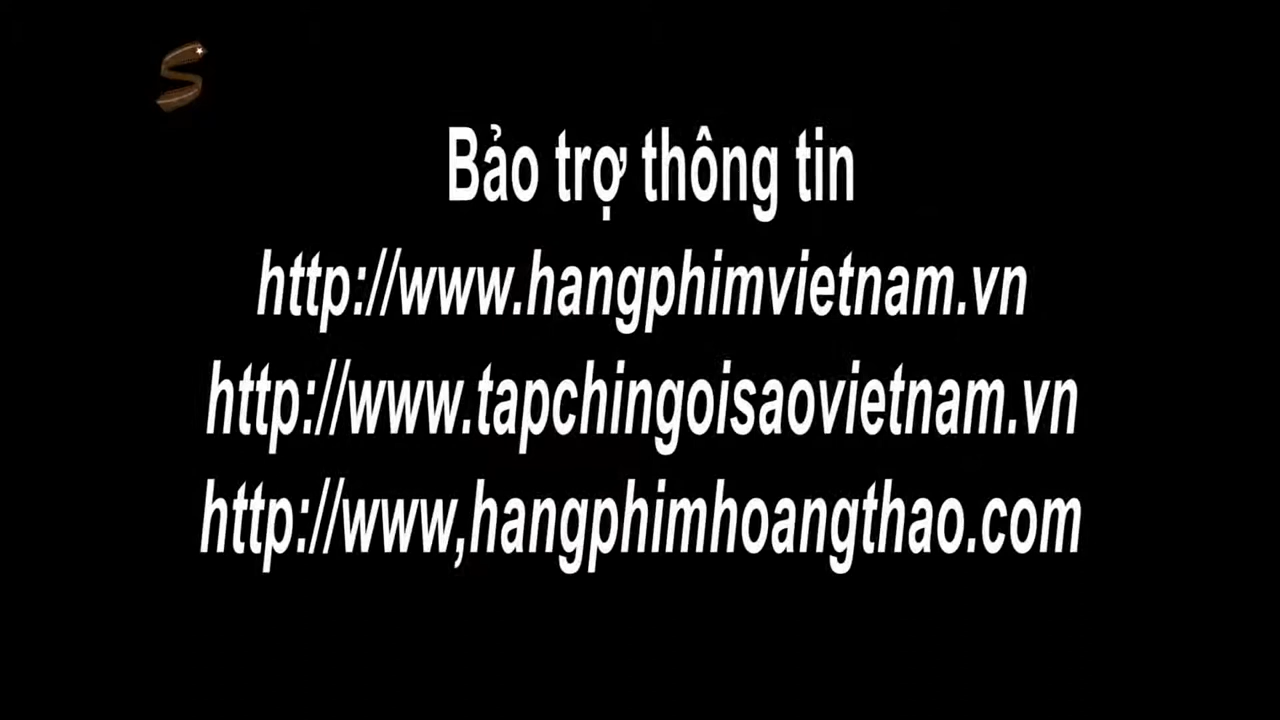 S
Bảo trợ thông tin
http://www.hangphimvietnam.vn
http://www.tapchingoisaovietnam.vn
http://www,hangphimhoangthao.com